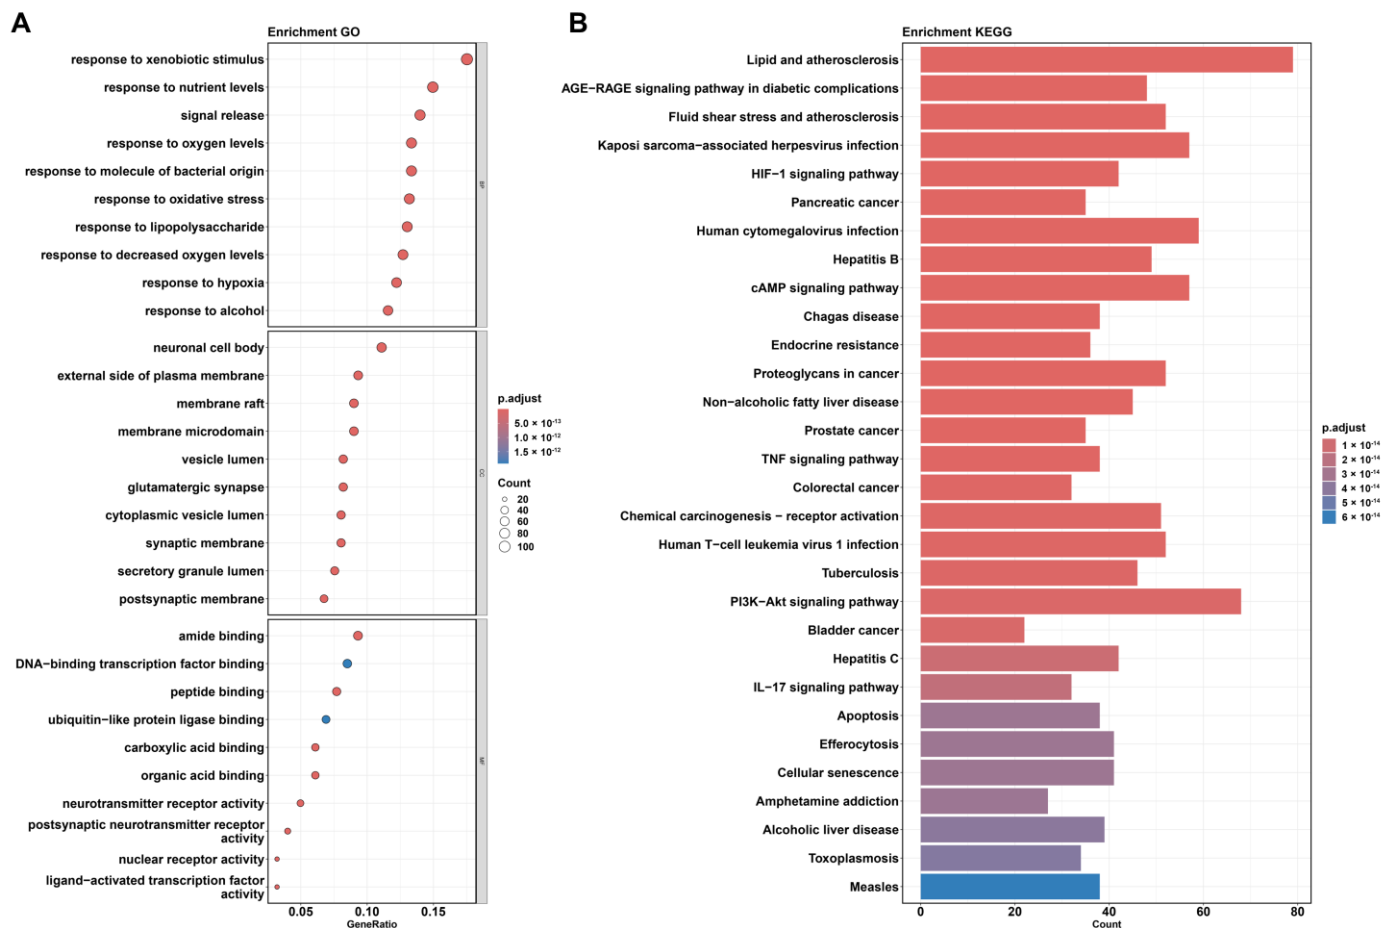 A
Enrichment GO
response to xenobiotic stimulus
response to nutrient levels
signal release
response to oxygen levels
response to molecule of bacterial origin
response to oxidative stress
response to lipopolysaccharide
response to decreased oxygen levels
response to hypoxia
response to alcohol
BP
neuronal cell body
external side of plasma membrane
membrane raft
membrane microdomain
vesicle lumen
glutamatergic synapse
cytoplasmic vesicle lumen
synaptic membrane
secretory granule lumen
postsynaptic membrane
CC
amide binding
DNA−binding transcription factor binding
peptide binding
ubiquitin−like protein ligase binding
carboxylic acid binding
organic acid binding
neurotransmitter receptor activity
postsynaptic neurotransmitter receptor
activity
nuclear receptor activity
ligand−activated transcription factor
activity
MF
0.05 0.10 0.15
GeneRatio
p.adjust
5.0 × 10⁻¹³
1.0 × 10⁻¹²
1.5 × 10⁻¹²
Count
20
40
60
80
100
B
Enrichment KEGG
Lipid and atherosclerosis
AGE−RAGE signaling pathway in diabetic complications
Fluid shear stress and atherosclerosis
Kaposi sarcoma−associated herpesvirus infection
HIF−1 signaling pathway
Pancreatic cancer
Human cytomegalovirus infection
Hepatitis B
cAMP signaling pathway
Chagas disease
Endocrine resistance
Proteoglycans in cancer
Non−alcoholic fatty liver disease
Prostate cancer
TNF signaling pathway
Colorectal cancer
Chemical carcinogenesis − receptor activation
Human T−cell leukemia virus 1 infection
Tuberculosis
PI3K−Akt signaling pathway
Bladder cancer
Hepatitis C
IL−17 signaling pathway
Apoptosis
Efferocytosis
Cellular senescence
Amphetamine addiction
Alcoholic liver disease
Toxoplasmosis
Measles
0 20 40 60 80
Count
p.adjust
1 × 10⁻¹⁴
2 × 10⁻¹⁴
3 × 10⁻¹⁴
4 × 10⁻¹⁴
5 × 10⁻¹⁴
6 × 10⁻¹⁴